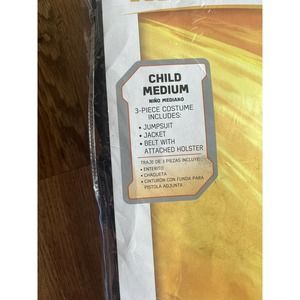 CHILD
MEDIUM
NIÑO MEDIANO
3-PIECE COSTUME
INCLUDES:
• JUMPSUIT
• JACKET
• BELT WITH
ATTACHED HOLSTER
TRAJE DE 3 PIEZAS INCLUYE:
• ENTERITO
• CHAQUETA
• CINTURÓN CON FUNDA PARA
PISTOLA ADJUNTA